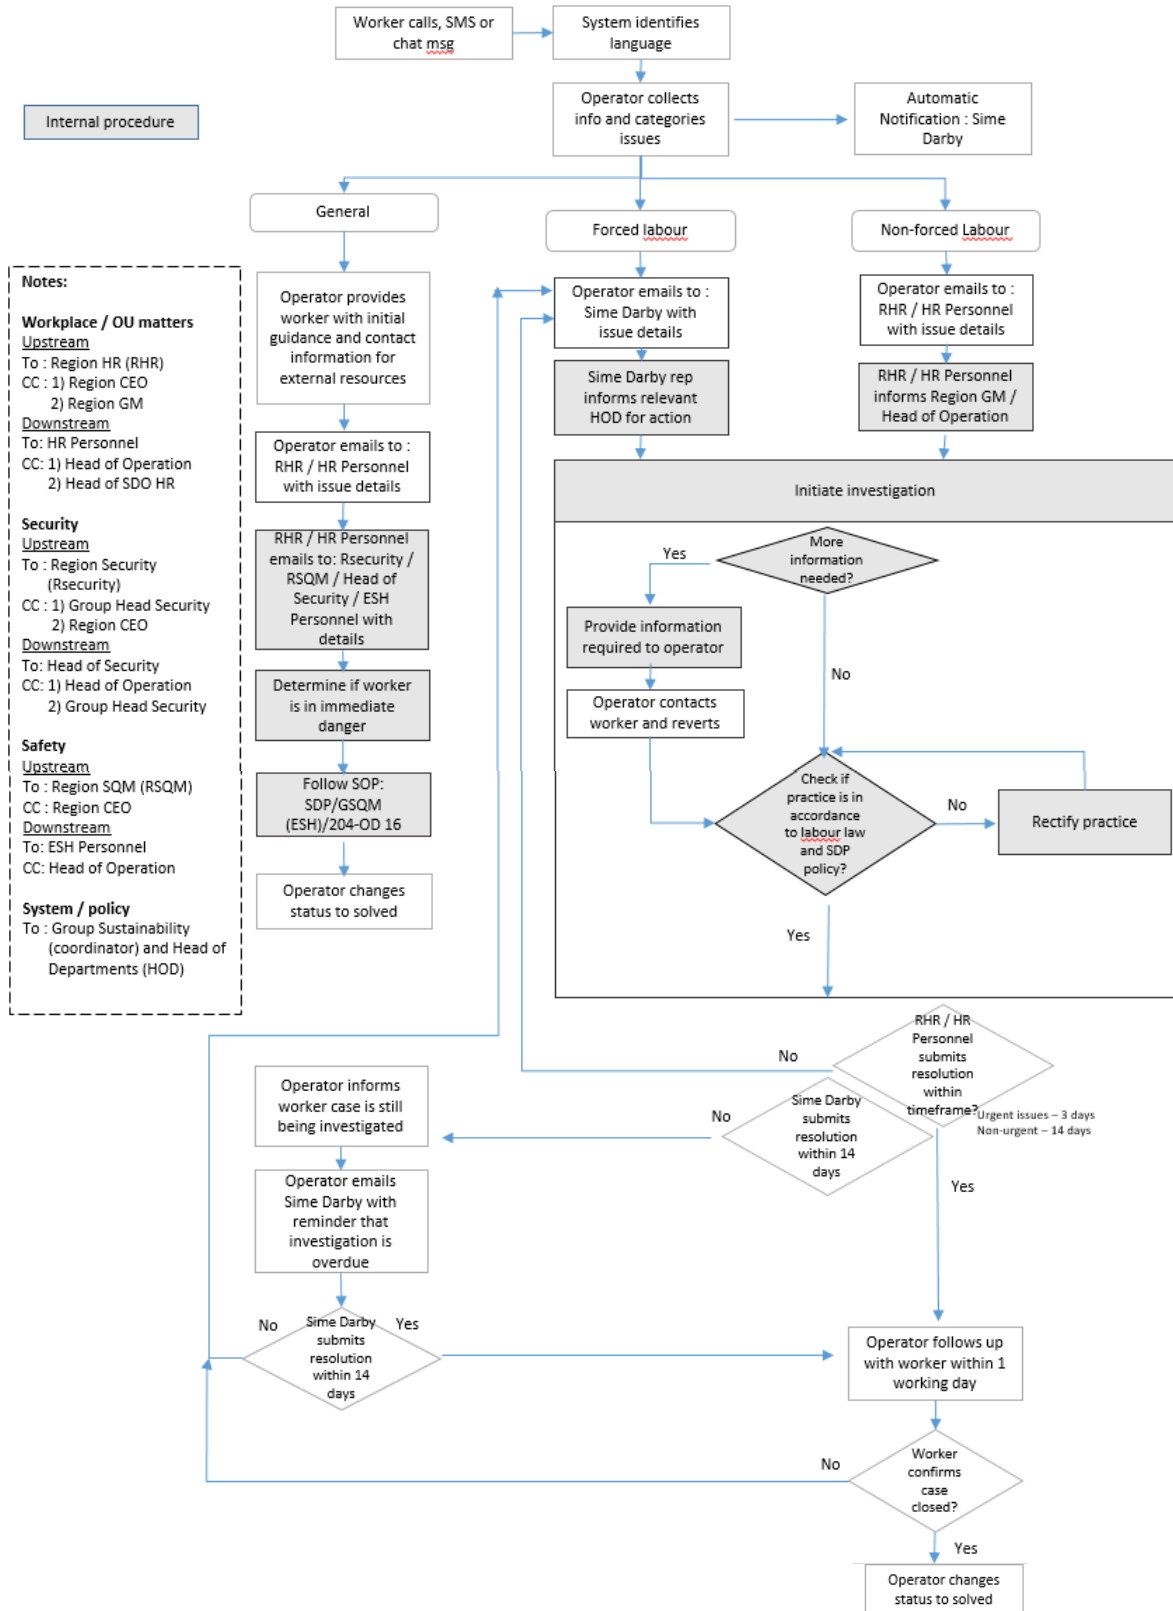 Worker calls, SMS or
chat msg
System identifies
language
Internal procedure
Operator collects
info and categories
issues
Automatic
Notification : Sime
Darby
General
Forced labour
Non-forced Labour
Notes:
Workplace / OU matters
Upstream
To : Region HR (RHR)
CC : 1) Region CEO
2) Region GM
Downstream
To: HR Personnel
CC: 1) Head of Operation
2) Head of SDO HR
Security
Upstream
To : Region Security
(Rsecurity)
CC : 1) Group Head Security
2) Region CEO
Downstream
To: Head of Security
CC: 1) Head of Operation
2) Group Head Security
Safety
Upstream
To : Region SQM (RSQM)
CC : Region CEO
Downstream
To: ESH Personnel
CC: Head of Operation
System / policy
To : Group Sustainability
(coordinator) and Head of
Departments (HOD)
Operator provides
worker with initial
guidance and contact
information for
external resources
Operator emails to :
RHR / HR Personnel
with issue details
RHR / HR Personnel
emails to: Rsecurity /
RSQM / Head of
Security / ESH
Personnel with
details
Determine if worker
is in immediate
danger
Follow SOP:
SDP/GSQM
(ESH)/204-OD 16
Operator changes
status to solved
Operator emails to :
Sime Darby with
issue details
Sime Darby rep
informs relevant
HOD for action
Operator emails to :
RHR / HR Personnel
with issue details
RHR / HR Personnel
informs Region GM /
Head of Operation
Initiate investigation
More
information
needed?
Yes
Provide information
required to operator
Operator contacts
worker and reverts
No
Check if
practice is in
accordance
to labour law
and SDP
policy?
No
Rectify practice
Yes
RHR / HR
Personnel
submits
resolution
within
timeframe?
Urgent issues – 3 days
Non-urgent – 14 days
No
Sime Darby
submits
resolution
within 14
days
No
Yes
Operator informs
worker case is still
being investigated
Operator emails
Sime Darby with
reminder that
investigation is
overdue
Sime Darby
submits
resolution
within 14
days
No
Yes
Operator follows up
with worker within 1
working day
Worker
confirms
case
closed?
No
Yes
Operator changes
status to solved